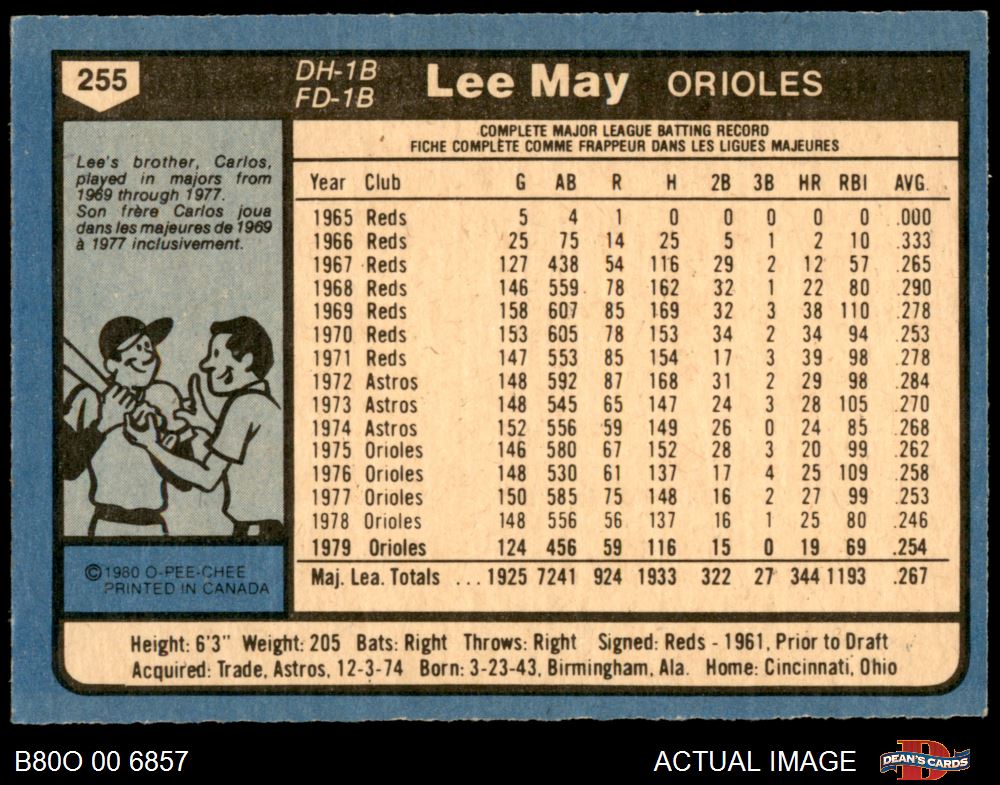 255
DH-1B
FD-1B
Lee May ORIOLES
Lee's brother, Carlos,
played in majors from
1969 through 1977.
Son frère Carlos joua
dans les majeures de 1969
à 1977 inclusivement.
©1980 O-PEE-CHEE
PRINTED IN CANADA
COMPLETE MAJOR LEAGUE BATTING RECORD
FICHE COMPLÈTE COMME FRAPPEUR DANS LES LIGUES MAJEURES
Year Club G AB R H 2B 3B HR RBI AVG.
1965 Reds 5 4 1 0 0 0 0 0 .000
1966 Reds 25 75 14 25 5 1 2 10 .333
1967 Reds 127 438 54 116 29 2 12 57 .265
1968 Reds 146 559 78 162 32 1 22 80 .290
1969 Reds 158 607 85 169 32 3 38 110 .278
1970 Reds 153 605 78 153 34 2 34 94 .253
1971 Reds 147 553 85 154 17 3 39 98 .278
1972 Astros 148 592 87 168 31 2 29 98 .284
1973 Astros 148 545 65 147 24 3 28 105 .270
1974 Astros 152 556 59 149 26 0 24 85 .268
1975 Orioles 146 580 67 152 28 3 20 99 .262
1976 Orioles 148 530 61 137 17 4 25 109 .258
1977 Orioles 150 585 75 148 16 2 27 99 .253
1978 Orioles 148 556 56 137 16 1 25 80 .246
1979 Orioles 124 456 59 116 15 0 19 69 .254
Maj. Lea. Totals ... 1925 7241 924 1933 322 27 344 1193 .267
Height: 6'3" Weight: 205 Bats: Right Throws: Right Signed: Reds - 1961, Prior to Draft
Acquired: Trade, Astros, 12-3-74 Born: 3-23-43, Birmingham, Ala. Home: Cincinnati, Ohio
B80O 00 6857
ACTUAL IMAGE
D
DEAN'S CARDS